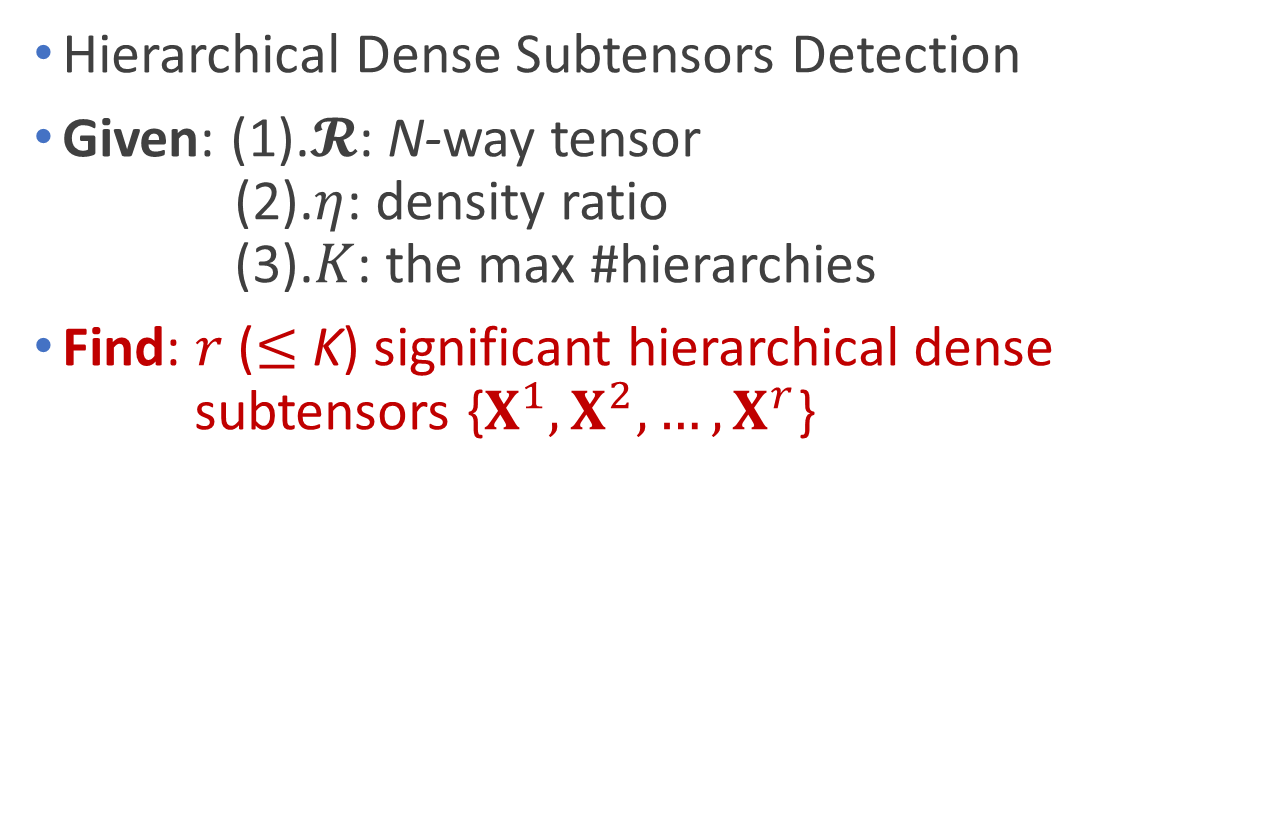 • Hierarchical Dense Subtensors Detection
• Given: (1).𝓡: N-way tensor
(2).η: density ratio
(3).K: the max #hierarchies
• Find: r (≤ K) significant hierarchical dense
subtensors {𝐗¹, 𝐗², … , 𝐗ʳ}